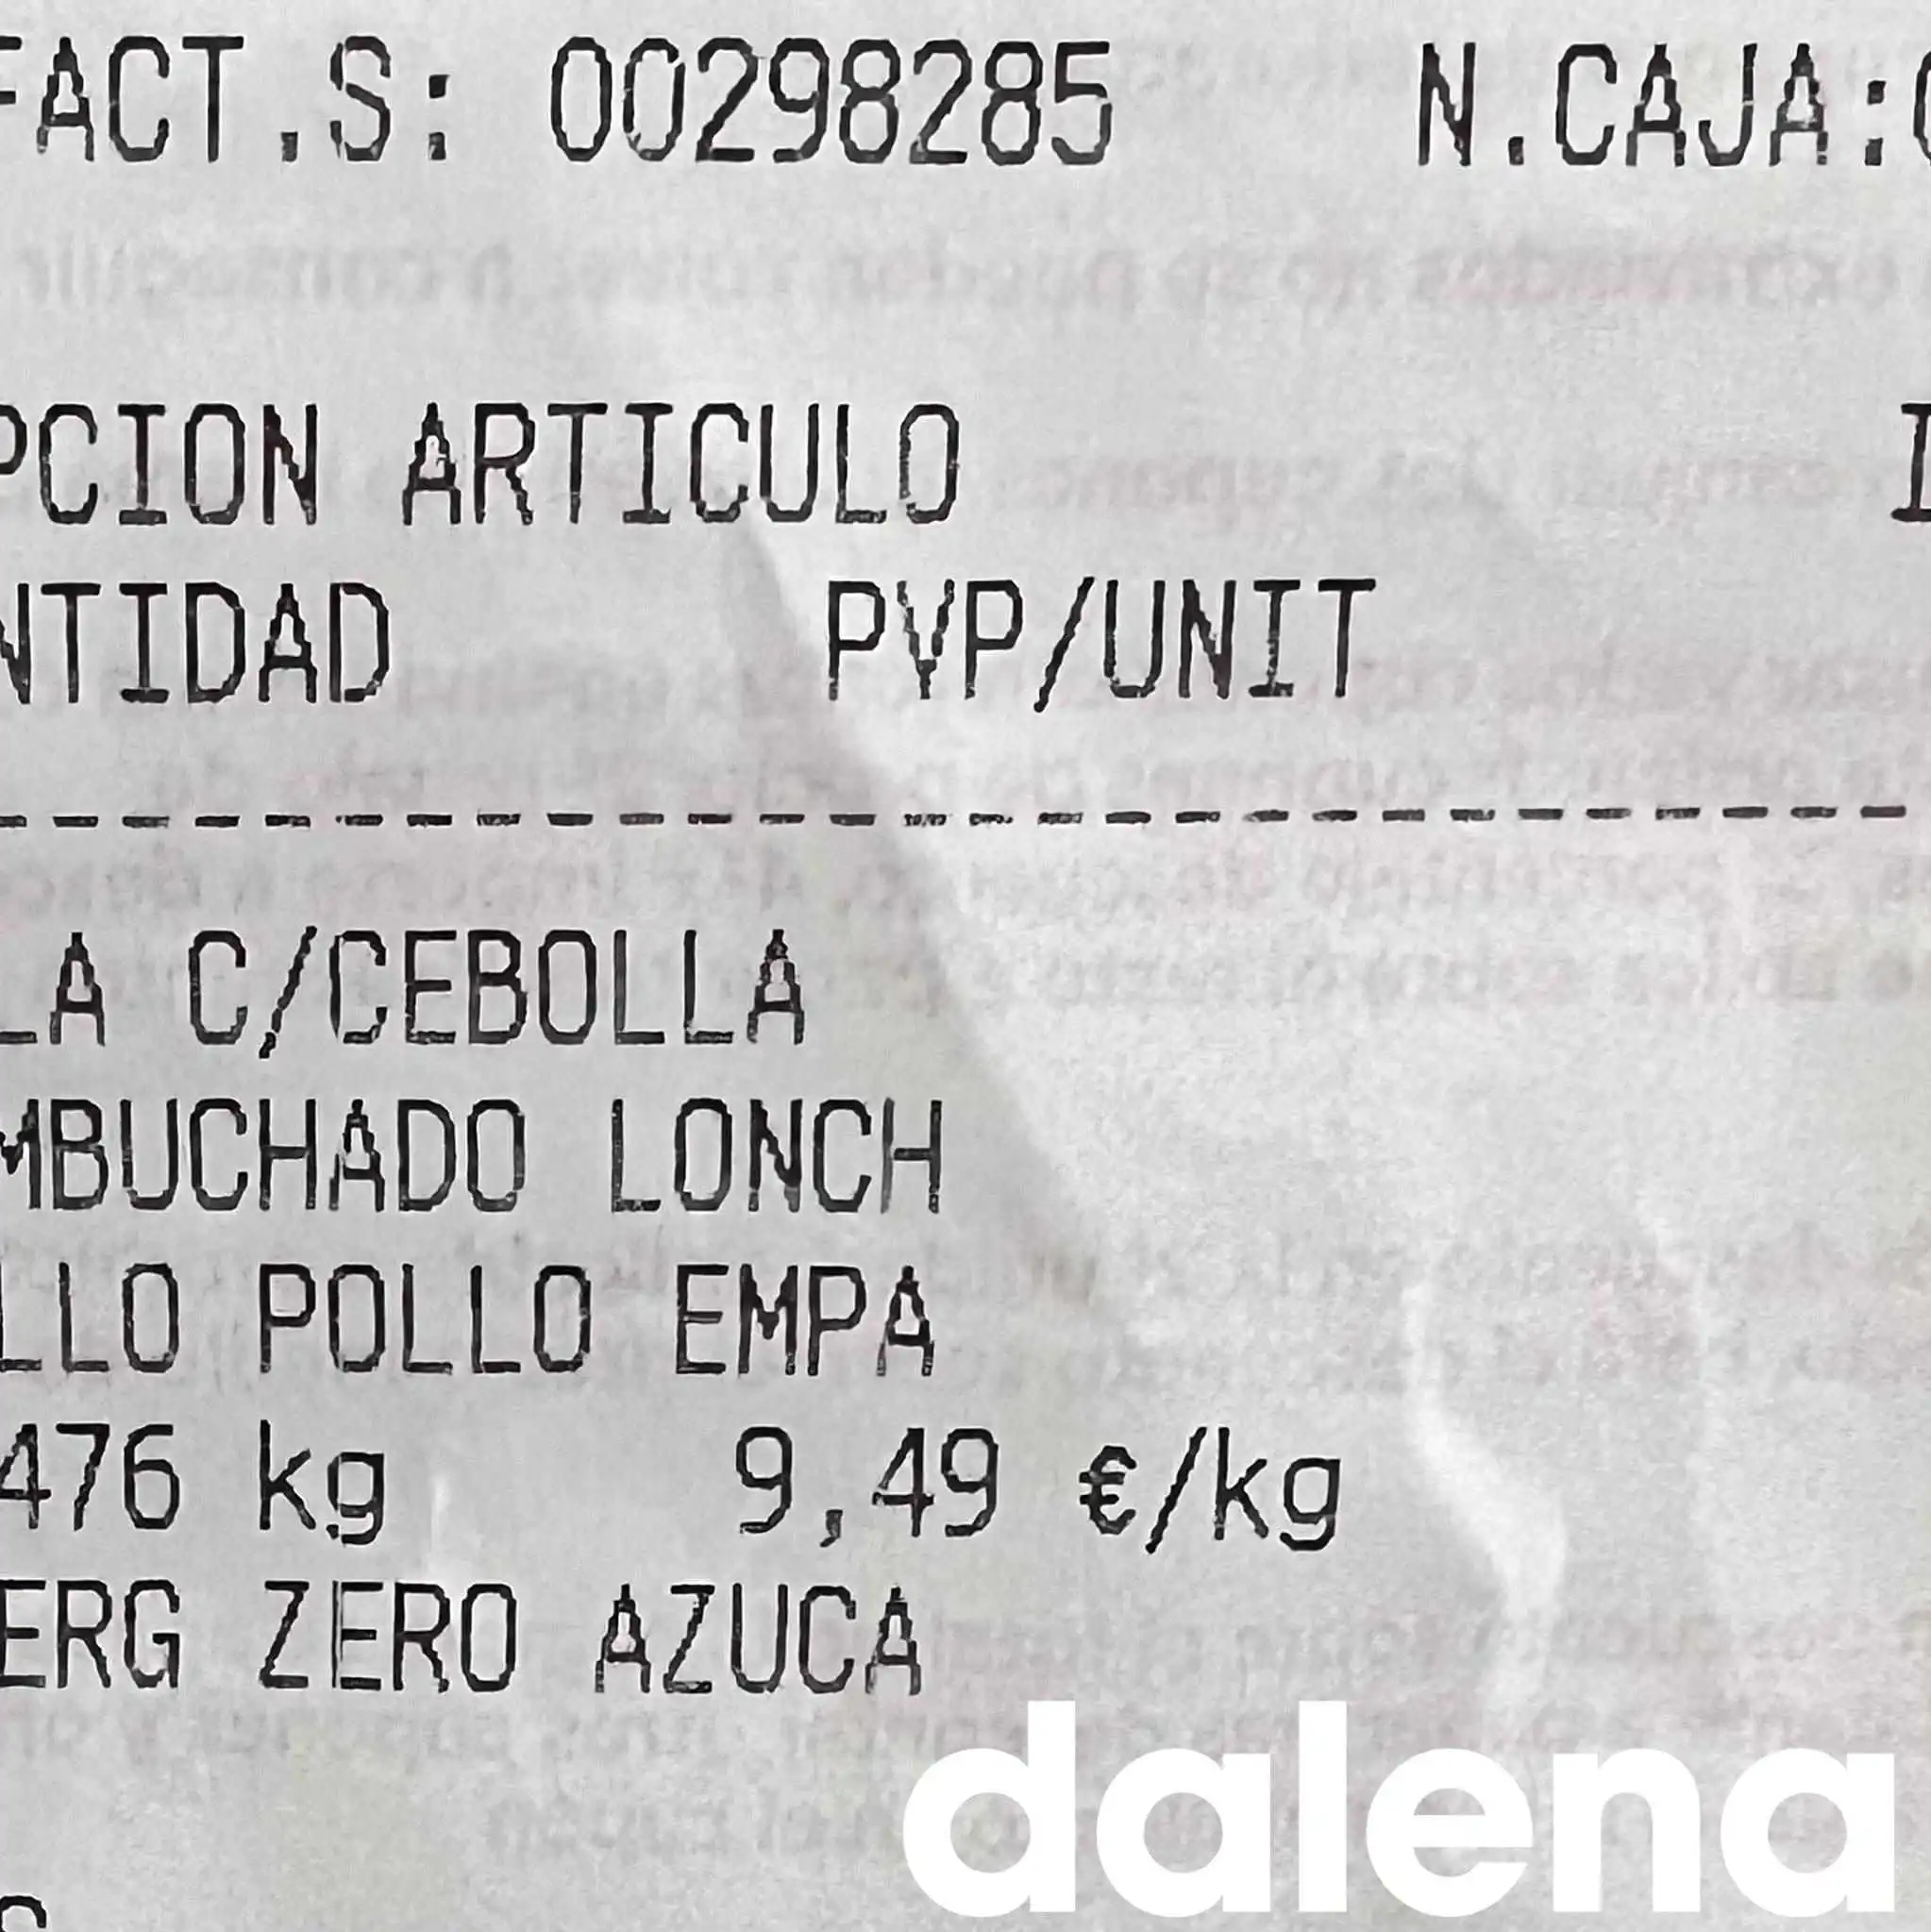 FACT.S: 00298285 N.CAJA:
PCION ARTICULO
NTIDAD PVP/UNIT
LA C/CEBOLLA
MBUCHADO LONCH
LLO POLLO EMPA
476 kg 9,49 €/kg
ERG ZERO AZUCA
dalena